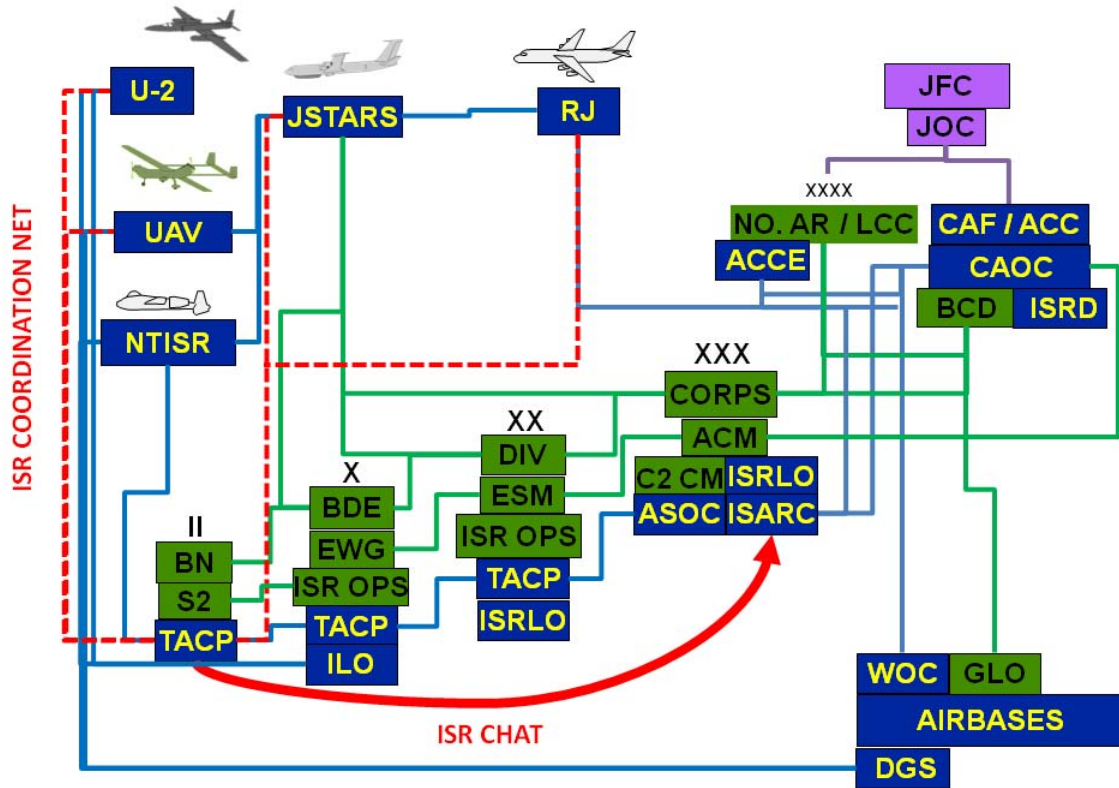 U-2
JSTARS
RJ
JFC
JOC
ISR COORDINATION NET
UAV
XXXX
NO. AR / LCC
CAF / ACC
ACCE
CAOC
BCD
ISRD
NTISR
XXX
CORPS
ACM
C2 CM
ISRLO
ASOC
ISARC
XX
DIV
ESM
ISR OPS
TACP
ISRLO
X
BDE
EWG
ISR OPS
TACP
ILO
II
BN
S2
TACP
ISR CHAT
WOC
GLO
AIRBASES
DGS